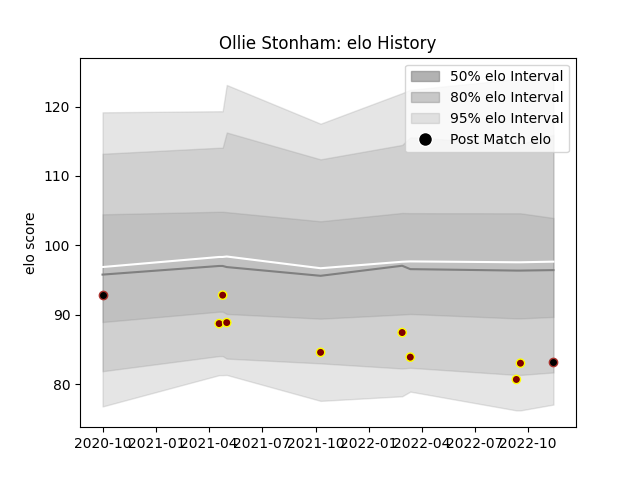 Ollie Stonham: elo History
50% elo Interval
80% elo Interval
95% elo Interval
Post Match elo
elo score
120
110
100
90
80
2020-10 2021-01 2021-04 2021-07 2021-10 2022-01 2022-04 2022-07 2022-10